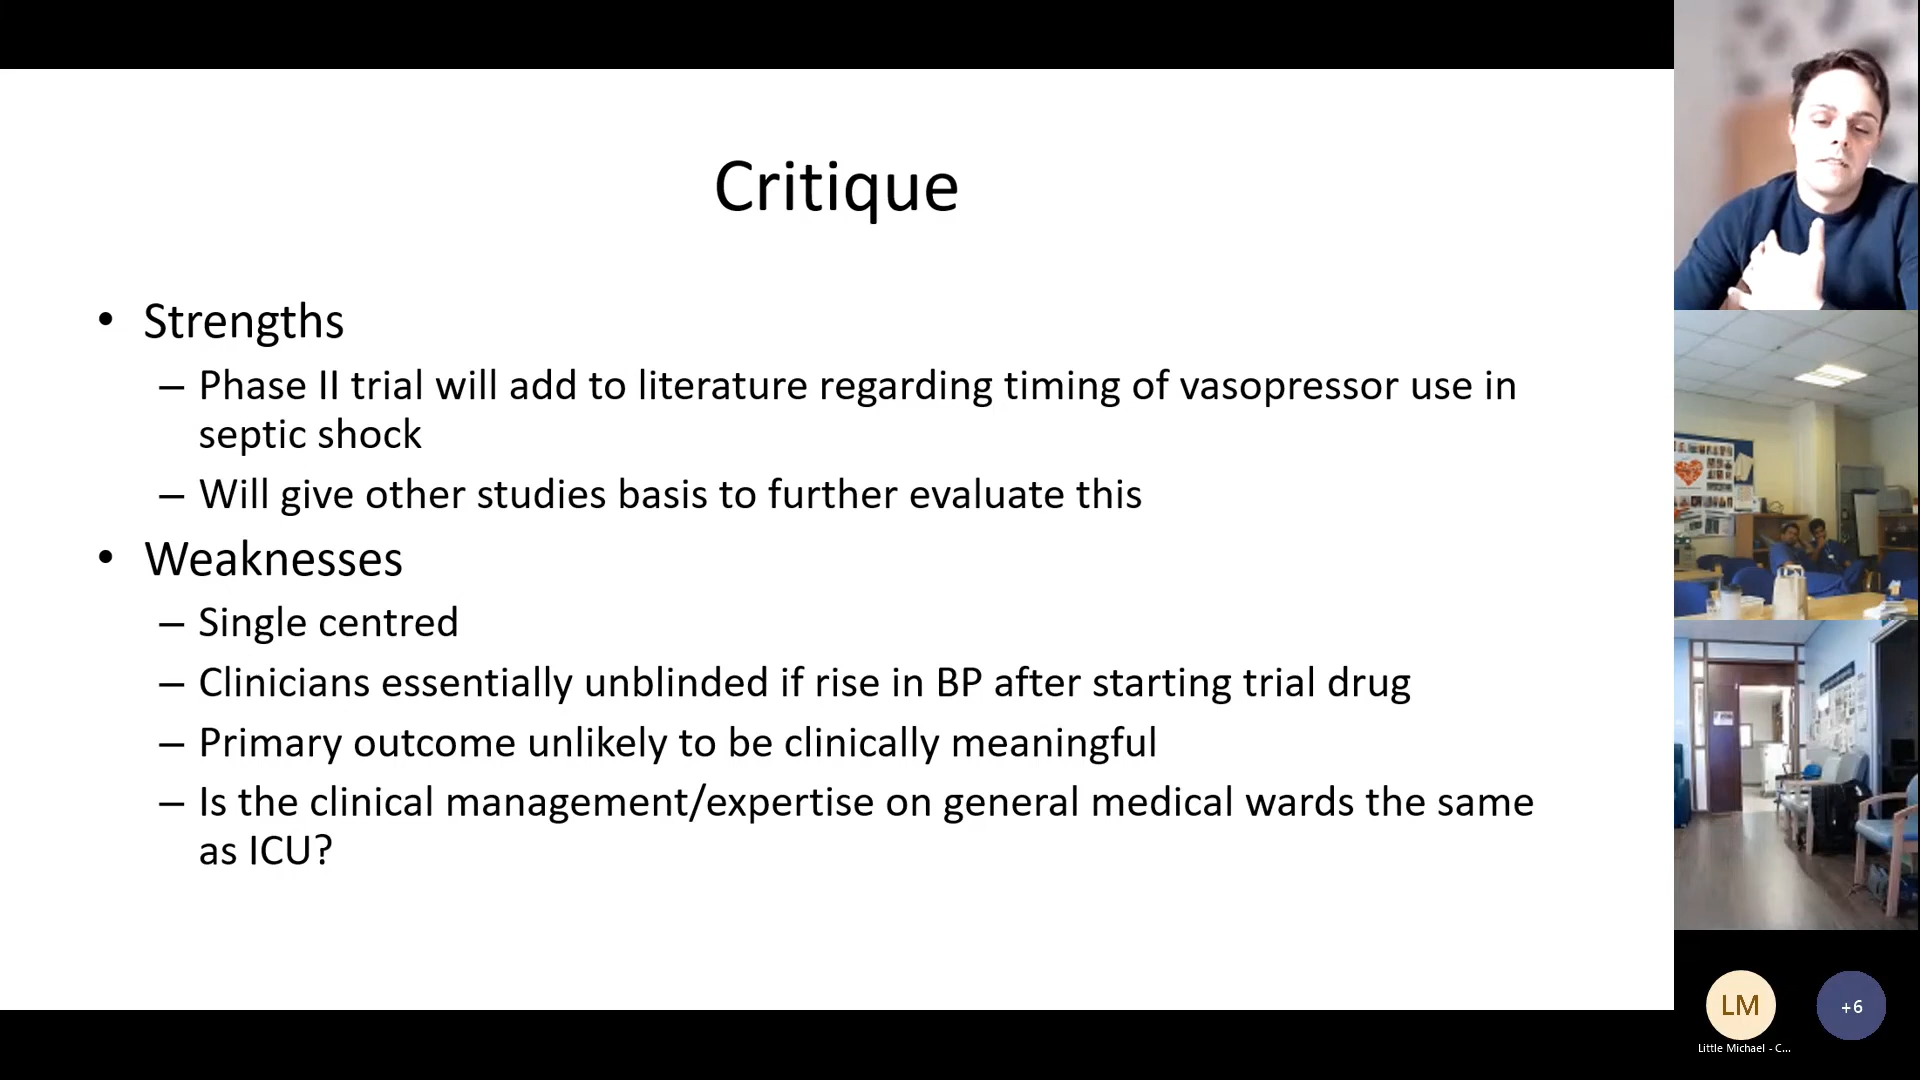 Critique
• Strengths
– Phase II trial will add to literature regarding timing of vasopressor use in
septic shock
– Will give other studies basis to further evaluate this
• Weaknesses
– Single centred
– Clinicians essentially unblinded if rise in BP after starting trial drug
– Primary outcome unlikely to be clinically meaningful
– Is the clinical management/expertise on general medical wards the same
as ICU?
LM
+6
Little Michael - C...